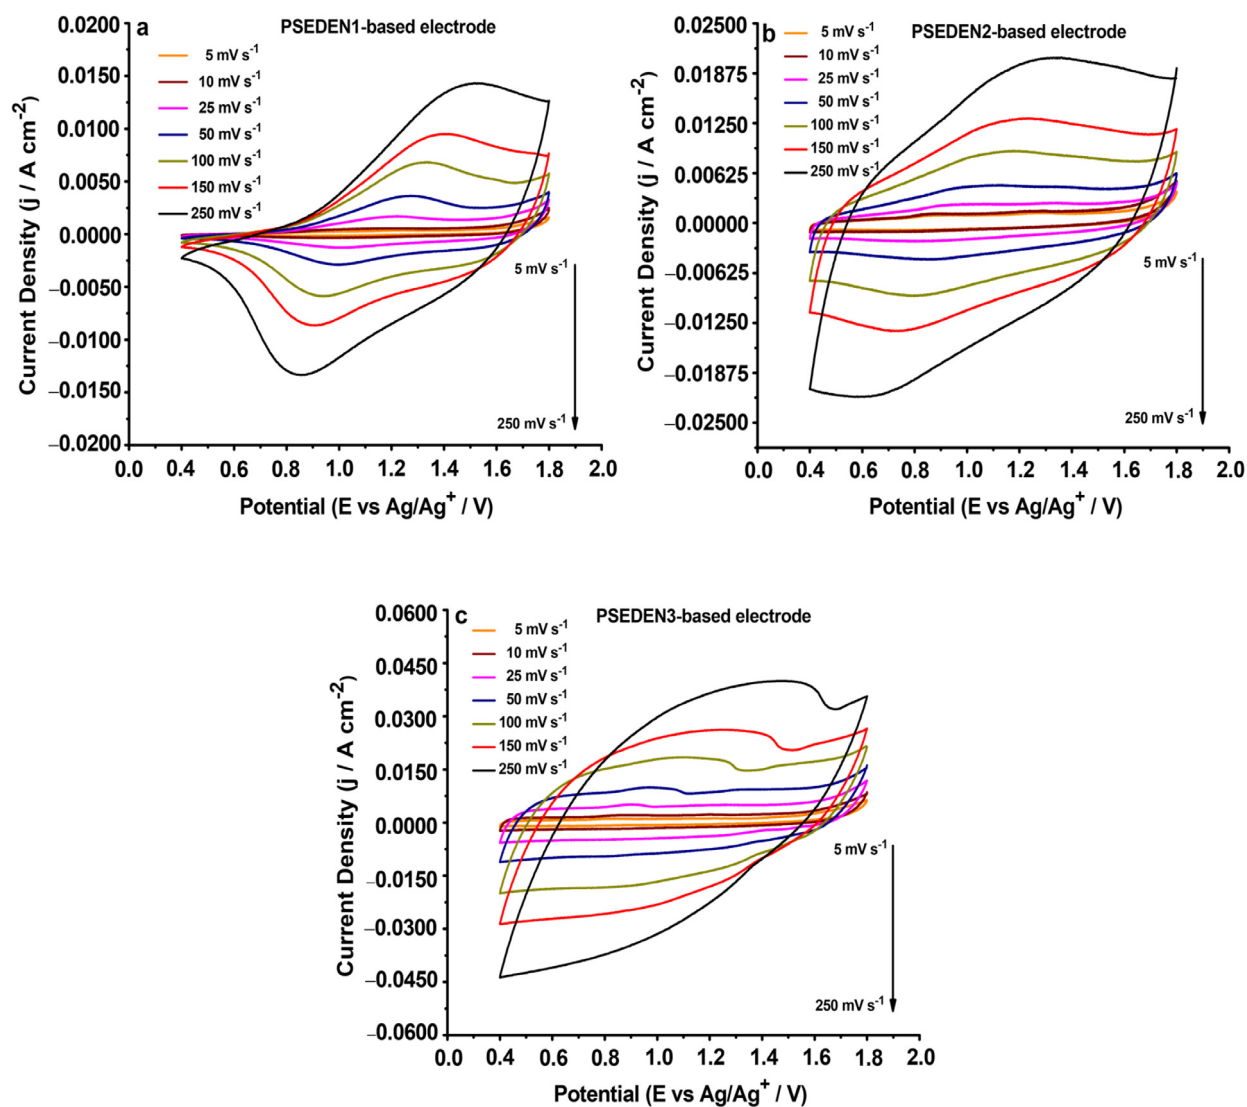 a
PSEDEN1-based electrode
5 mV s⁻¹
10 mV s⁻¹
25 mV s⁻¹
50 mV s⁻¹
100 mV s⁻¹
150 mV s⁻¹
250 mV s⁻¹
Current Density (j / A cm⁻²)
0.0200
0.0150
0.0100
0.0050
0.0000
−0.0050
−0.0100
−0.0150
−0.0200
5 mV s⁻¹
250 mV s⁻¹
0.0 0.2 0.4 0.6 0.8 1.0 1.2 1.4 1.6 1.8 2.0
Potential (E vs Ag/Ag⁺ / V)
b
PSEDEN2-based electrode
5 mV s⁻¹
10 mV s⁻¹
25 mV s⁻¹
50 mV s⁻¹
100 mV s⁻¹
150 mV s⁻¹
250 mV s⁻¹
Current Density (j / A cm⁻²)
0.02500
0.01875
0.01250
0.00625
0.00000
−0.00625
−0.01250
−0.01875
−0.02500
5 mV s⁻¹
250 mV s⁻¹
0.0 0.2 0.4 0.6 0.8 1.0 1.2 1.4 1.6 1.8 2.0
Potential (E vs Ag/Ag⁺ / V)
c
PSEDEN3-based electrode
5 mV s⁻¹
10 mV s⁻¹
25 mV s⁻¹
50 mV s⁻¹
100 mV s⁻¹
150 mV s⁻¹
250 mV s⁻¹
Current Density (j / A cm⁻²)
0.0600
0.0450
0.0300
0.0150
0.0000
−0.0150
−0.0300
−0.0450
−0.0600
5 mV s⁻¹
250 mV s⁻¹
0.0 0.2 0.4 0.6 0.8 1.0 1.2 1.4 1.6 1.8 2.0
Potential (E vs Ag/Ag⁺ / V)